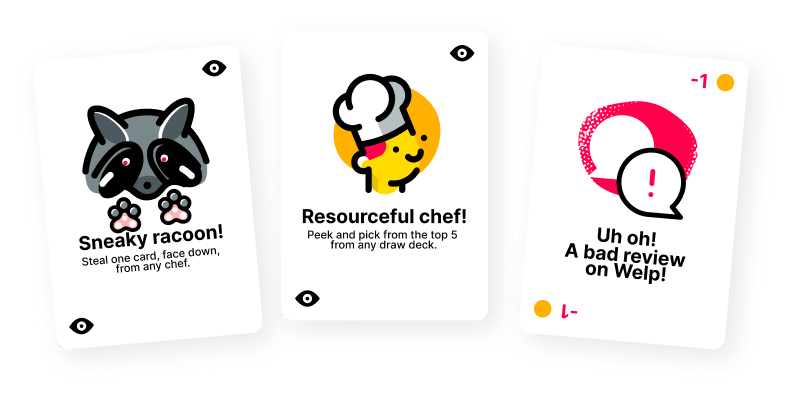 Sneaky racoon!
Steal one card, face down,
from any chef.
Resourceful chef!
Peek and pick from the top 5
from any draw deck.
-1
!
Uh oh!
A bad review
on Welp!
-1